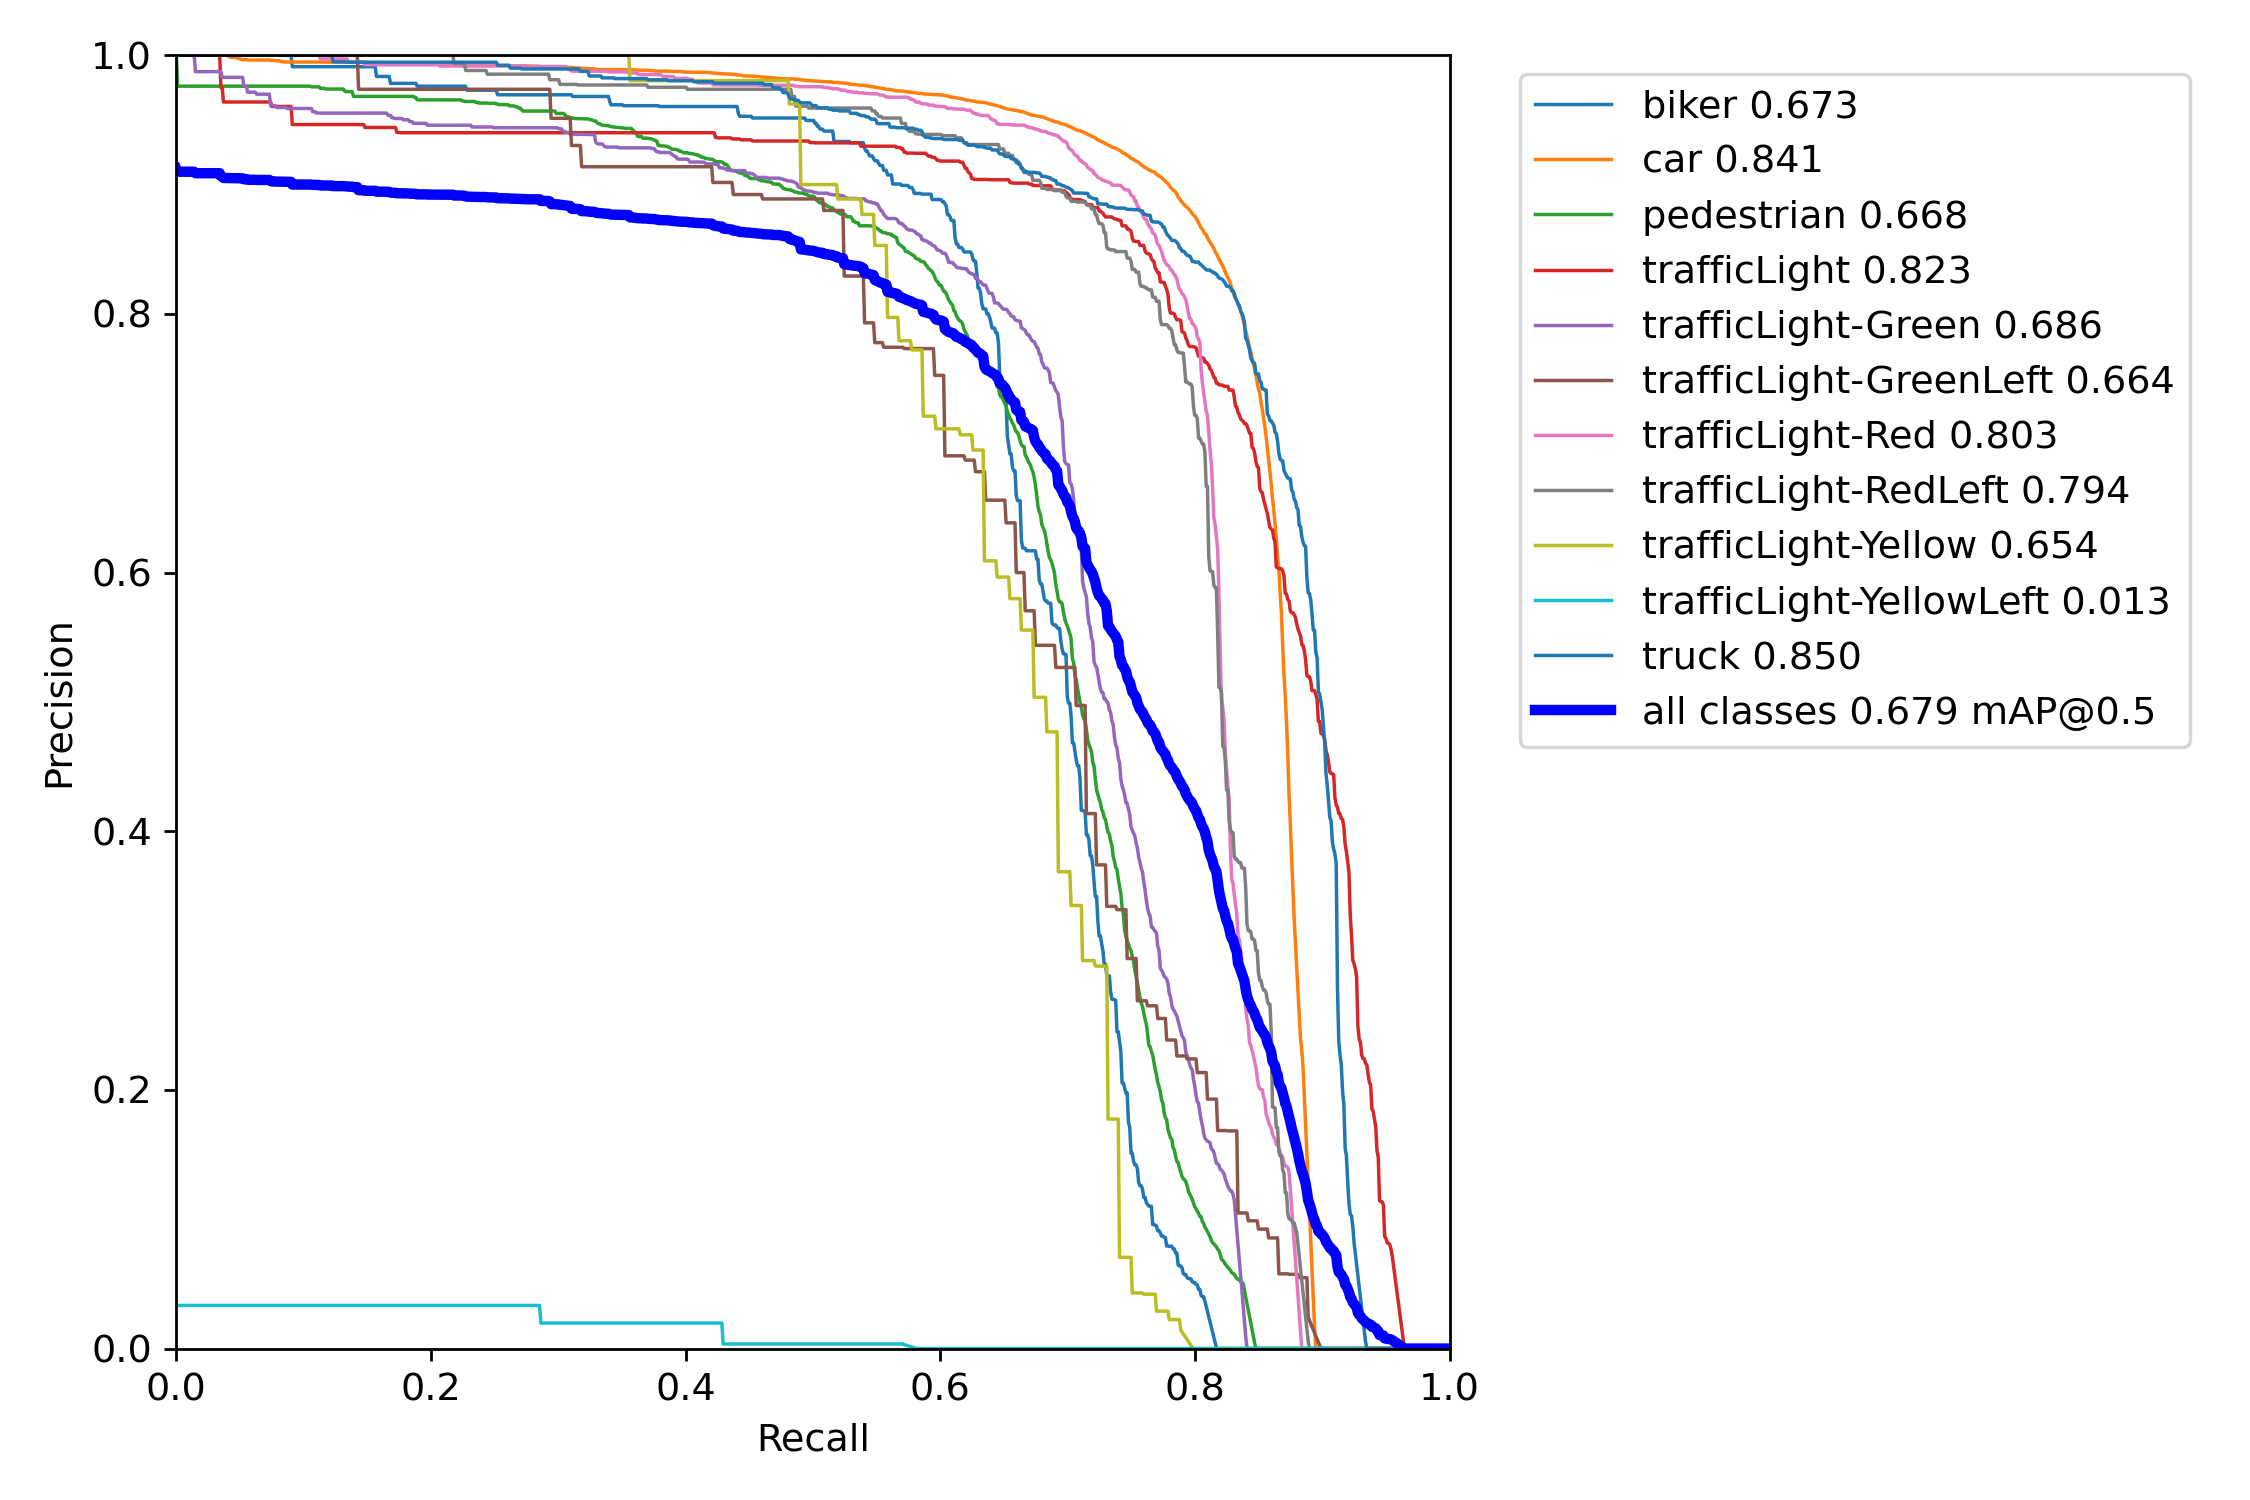 1.0
0.8
0.6
0.4
0.2
0.0
Precision
0.0 0.2 0.4 0.6 0.8 1.0
Recall
biker 0.673
car 0.841
pedestrian 0.668
trafficLight 0.823
trafficLight-Green 0.686
trafficLight-GreenLeft 0.664
trafficLight-Red 0.803
trafficLight-RedLeft 0.794
trafficLight-Yellow 0.654
trafficLight-YellowLeft 0.013
truck 0.850
all classes 0.679 mAP@0.5